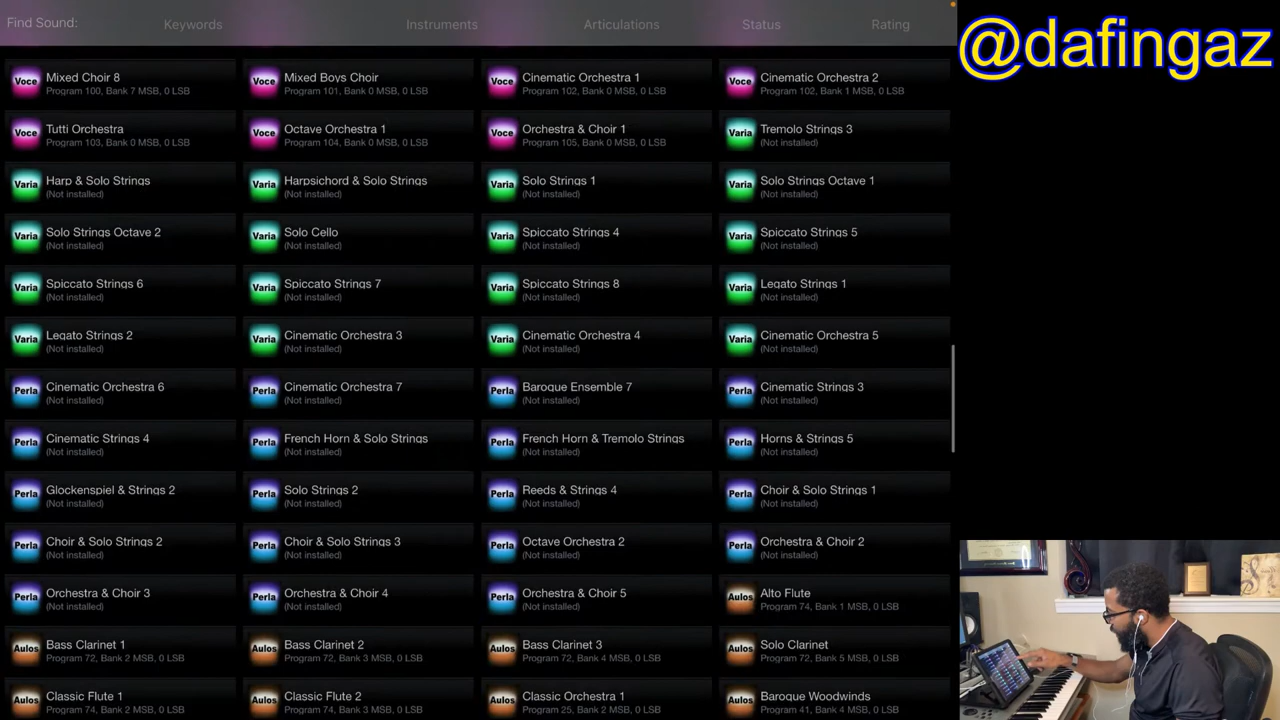 Find Sound: Keywords Instruments Articulations Status Rating
@dafingaz
Voce Mixed Choir 8
Program 100, Bank 7 MSB, 0 LSB
Voce Mixed Boys Choir
Program 101, Bank 0 MSB, 0 LSB
Voce Cinematic Orchestra 1
Program 102, Bank 0 MSB, 0 LSB
Voce Cinematic Orchestra 2
Program 102, Bank 1 MSB, 0 LSB
Voce Tutti Orchestra
Program 103, Bank 0 MSB, 0 LSB
Voce Octave Orchestra 1
Program 104, Bank 0 MSB, 0 LSB
Voce Orchestra & Choir 1
Program 105, Bank 0 MSB, 0 LSB
Varia Tremolo Strings 3
(Not installed)
Varia Harp & Solo Strings
(Not installed)
Varia Harpsichord & Solo Strings
(Not installed)
Varia Solo Strings 1
(Not installed)
Varia Solo Strings Octave 1
(Not installed)
Varia Solo Strings Octave 2
(Not installed)
Varia Solo Cello
(Not installed)
Varia Spiccato Strings 4
(Not installed)
Varia Spiccato Strings 5
(Not installed)
Varia Spiccato Strings 6
(Not installed)
Varia Spiccato Strings 7
(Not installed)
Varia Spiccato Strings 8
(Not installed)
Varia Legato Strings 1
(Not installed)
Varia Legato Strings 2
(Not installed)
Varia Cinematic Orchestra 3
(Not installed)
Varia Cinematic Orchestra 4
(Not installed)
Varia Cinematic Orchestra 5
(Not installed)
Perla Cinematic Orchestra 6
(Not installed)
Perla Cinematic Orchestra 7
(Not installed)
Perla Baroque Ensemble 7
(Not installed)
Perla Cinematic Strings 3
(Not installed)
Perla Cinematic Strings 4
(Not installed)
Perla French Horn & Solo Strings
(Not installed)
Perla French Horn & Tremolo Strings
(Not installed)
Perla Horns & Strings 5
(Not installed)
Perla Glockenspiel & Strings 2
(Not installed)
Perla Solo Strings 2
(Not installed)
Perla Reeds & Strings 4
(Not installed)
Perla Choir & Solo Strings 1
(Not installed)
Perla Choir & Solo Strings 2
(Not installed)
Perla Choir & Solo Strings 3
(Not installed)
Perla Octave Orchestra 2
(Not installed)
Perla Orchestra & Choir 2
(Not installed)
Perla Orchestra & Choir 3
(Not installed)
Perla Orchestra & Choir 4
(Not installed)
Perla Orchestra & Choir 5
(Not installed)
Aulos Alto Flute
Program 74, Bank 1 MSB, 0 LSB
Aulos Bass Clarinet 1
Program 72, Bank 2 MSB, 0 LSB
Aulos Bass Clarinet 2
Program 72, Bank 3 MSB, 0 LSB
Aulos Bass Clarinet 3
Program 72, Bank 4 MSB, 0 LSB
Aulos Solo Clarinet
Program 72, Bank 5 MSB, 0 LSB
Aulos Classic Flute 1
Program 74, Bank 2 MSB, 0 LSB
Aulos Classic Flute 2
Program 74, Bank 3 MSB, 0 LSB
Aulos Classic Orchestra 1
Program 25, Bank 2 MSB, 0 LSB
Aulos Baroque Woodwinds
Program 41, Bank 4 MSB, 0 LSB